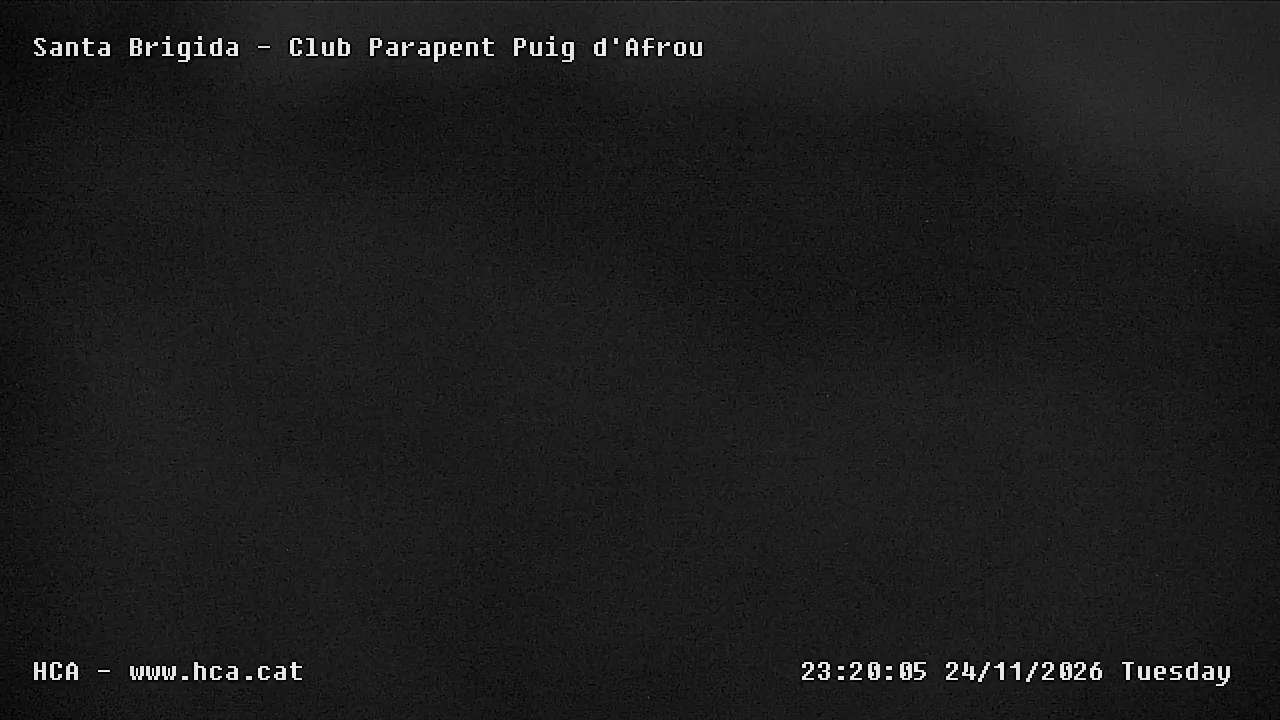 Santa Brigida - Club Parapent Puig d'Afrou
HCA - www.hca.cat
23:20:05 24/11/2026 Tuesday